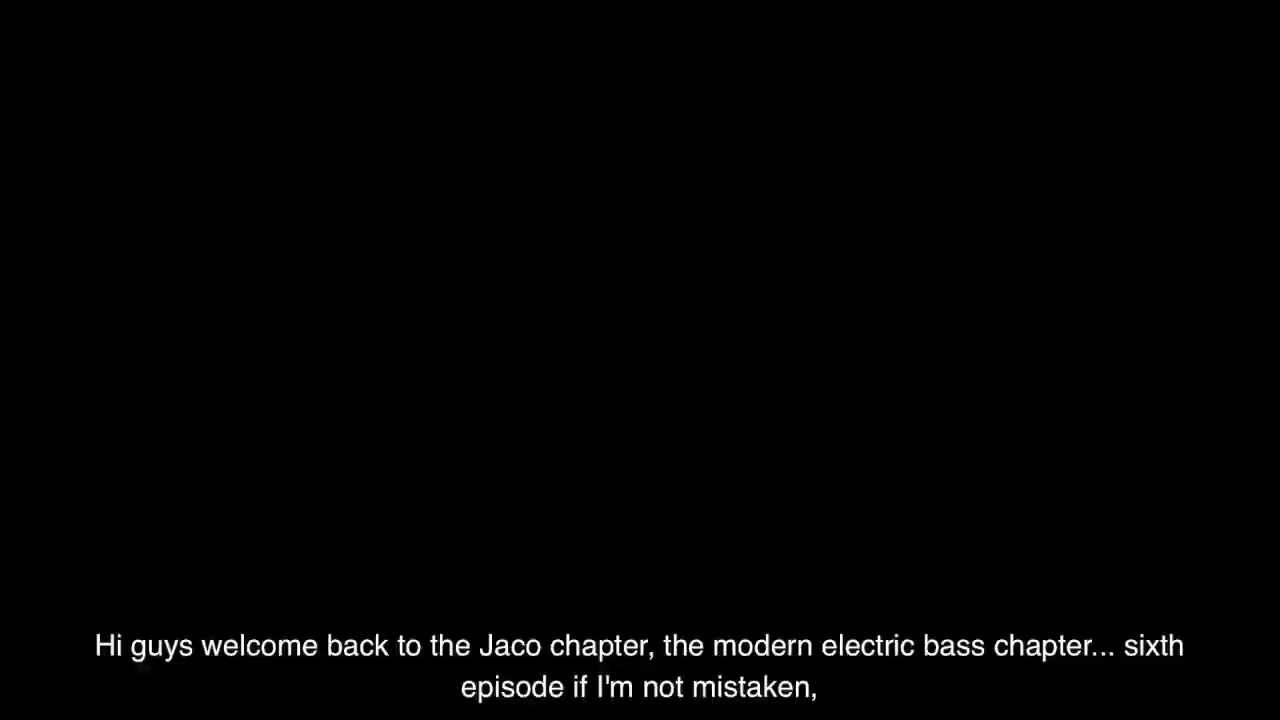 Hi guys welcome back to the Jaco chapter, the modern electric bass chapter... sixth
episode if I'm not mistaken,